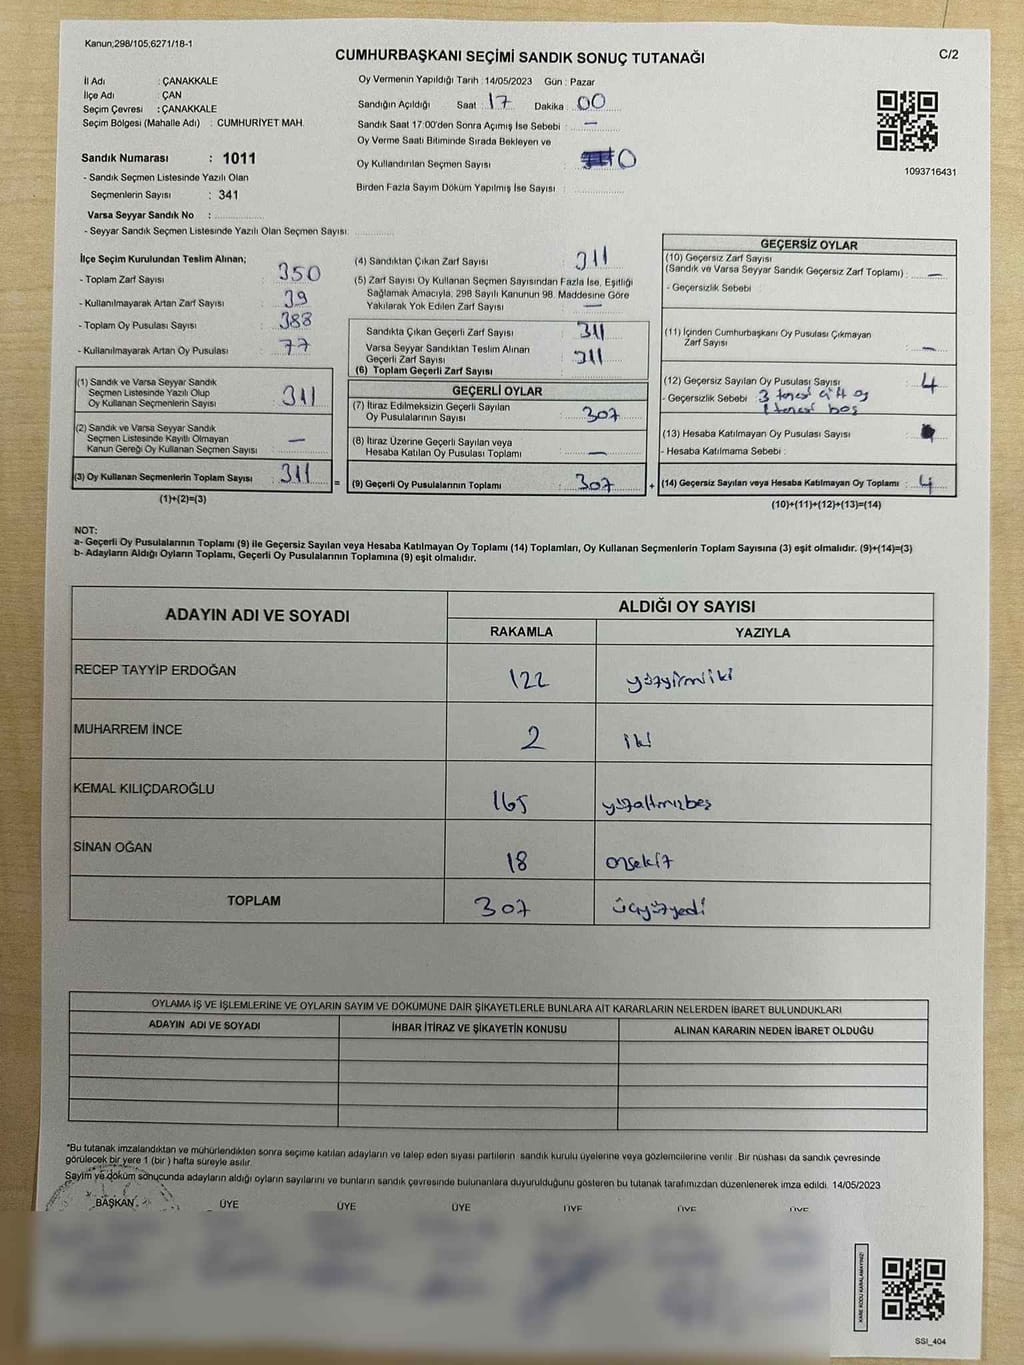 Kanun,298/105,6271/18-1
CUMHURBAŞKANI SEÇİMİ SANDIK SONUÇ TUTANAĞI
C/2
İl Adı : ÇANAKKALE
İlçe Adı : ÇAN
Seçim Çevresi : ÇANAKKALE
Seçim Bölgesi (Mahalle Adı) : CUMHURİYET MAH.
Oy Vermenin Yapıldığı Tarih :14/05/2023 Gün : Pazar
Sandığın Açıldığı Saat : 17 Dakika : 00
Sandık Saat 17:00'den Sonra Açımış İse Sebebi : —
Oy Verme Saati Bitiminde Sırada Bekleyen ve
Oy Kullandırılan Seçmen Sayısı : 0
Birden Fazla Sayım Döküm Yapılmış İse Sayısı :
1093716431
Sandık Numarası : 1011
- Sandık Seçmen Listesinde Yazılı Olan
Seçmenlerin Sayısı : 341
Varsa Seyyar Sandık No :
- Seyyar Sandık Seçmen Listesinde Yazılı Olan Seçmen Sayısı:
İlçe Seçim Kurulundan Teslim Alınan;
- Toplam Zarf Sayısı : 350
- Kullanılmayarak Artan Zarf Sayısı : 39
- Toplam Oy Pusulası Sayısı : 388
- Kullanılmayarak Artan Oy Pusulası : 77
(1) Sandık ve Varsa Seyyar Sandık
Seçmen Listesinde Yazılı Olup
Oy Kullanan Seçmenlerin Sayısı : 311
(2) Sandık ve Varsa Seyyar Sandık
Seçmen Listesinde Kayıtlı Olmayan
Kanun Gereği Oy Kullanan Seçmen Sayısı : —
(3) Oy Kullanan Seçmenlerin Toplam Sayısı : 311
(1)+(2)=(3)
(4) Sandıktan Çıkan Zarf Sayısı : 311
(5) Zarf Sayısı Oy Kullanan Seçmen Sayısından Fazla İse, Eşitliği
Sağlamak Amacıyla, 298 Sayılı Kanunun 98. Maddesine Göre
Yakılarak Yok Edilen Zarf Sayısı : —
Sandıkta Çıkan Geçerli Zarf Sayısı : 311
Varsa Seyyar Sandıktan Teslim Alınan
Geçerli Zarf Sayısı : 311
(6) Toplam Geçerli Zarf Sayısı :
GEÇERLİ OYLAR
(7) İtiraz Edilmeksizin Geçerli Sayılan
Oy Pusulalarının Sayısı : 307
(8) İtiraz Üzerine Geçerli Sayılan veya
Hesaba Katılan Oy Pusulası Toplamı : —
= (9) Geçerli Oy Pusulalarının Toplamı : 307 +
GEÇERSİZ OYLAR
(10) Geçersiz Zarf Sayısı
(Sandık ve Varsa Seyyar Sandık Geçersiz Zarf Toplamı) : —
- Geçersizlik Sebebi :
(11) İçinden Cumhurbaşkanı Oy Pusulası Çıkmayan
Zarf Sayısı : —
(12) Geçersiz Sayılan Oy Pusulası Sayısı : 4
- Geçersizlik Sebebi : 3 tanesi çift oy
1 tanesi boş
(13) Hesaba Katılmayan Oy Pusulası Sayısı :
- Hesaba Katılmama Sebebi :
(14) Geçersiz Sayılan veya Hesaba Katılmayan Oy Toplamı : 4
(10)+(11)+(12)+(13)=(14)
NOT:
a- Geçerli Oy Pusulalarının Toplamı (9) ile Geçersiz Sayılan veya Hesaba Katılmayan Oy Toplamı (14) Toplamları, Oy Kullanan Seçmenlerin Toplam Sayısına (3) eşit olmalıdır. (9)+(14)=(3)
b- Adayların Aldığı Oyların Toplamı, Geçerli Oy Pusulalarının Toplamına (9) eşit olmalıdır.
ADAYIN ADI VE SOYADI
ALDIĞI OY SAYISI
RAKAMLA YAZIYLA
RECEP TAYYİP ERDOĞAN 122 yüzyirmiiki
MUHARREM İNCE 2 iki
KEMAL KILIÇDAROĞLU 165 yüzaltmışbeş
SİNAN OĞAN 18 onsekiz
TOPLAM 307 üçyüzyedi
OYLAMA İŞ VE İŞLEMLERİNE VE OYLARIN SAYIM VE DÖKÜMÜNE DAİR ŞİKAYETLERLE BUNLARA AİT KARARLARIN NELERDEN İBARET BULUNDUKLARI
ADAYIN ADI VE SOYADI İHBAR İTİRAZ VE ŞİKAYETİN KONUSU ALINAN KARARIN NEDEN İBARET OLDUĞU
*Bu tutanak imzalandıktan ve mühürlendikten sonra seçime katılan adayların ve talep eden siyasi partilerin sandık kurulu üyelerine veya gözlemcilerine verilir. Bir nüshası da sandık çevresinde
görülecek bir yere 1 (bir ) hafta süreyle asılır.
Sayım ve döküm sonucunda adayların aldığı oyların sayılarını ve bunların sandık çevresinde bulunanlara duyurulduğunu gösteren bu tutanak tarafımızdan düzenlenerek imza edildi. 14/05/2023
BAŞKAN ÜYE ÜYE ÜYE ÜYE ÜYE ÜYE
KARE KODU KARALAMAYINIZ!
SSI_404